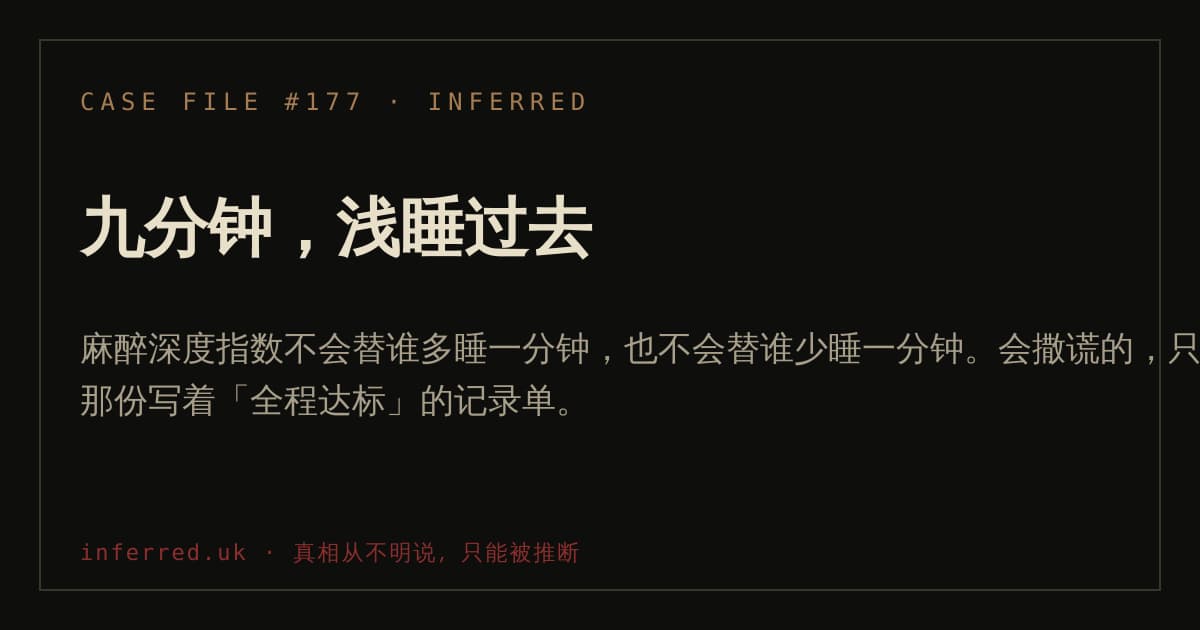 CASE FILE #177 · INFERRED
九分钟，浅睡过去
麻醉深度指数不会替谁多睡一分钟，也不会替谁少睡一分钟。会撒谎的，只
那份写着「全程达标」的记录单。
inferred.uk · 真相从不明说，只能被推断